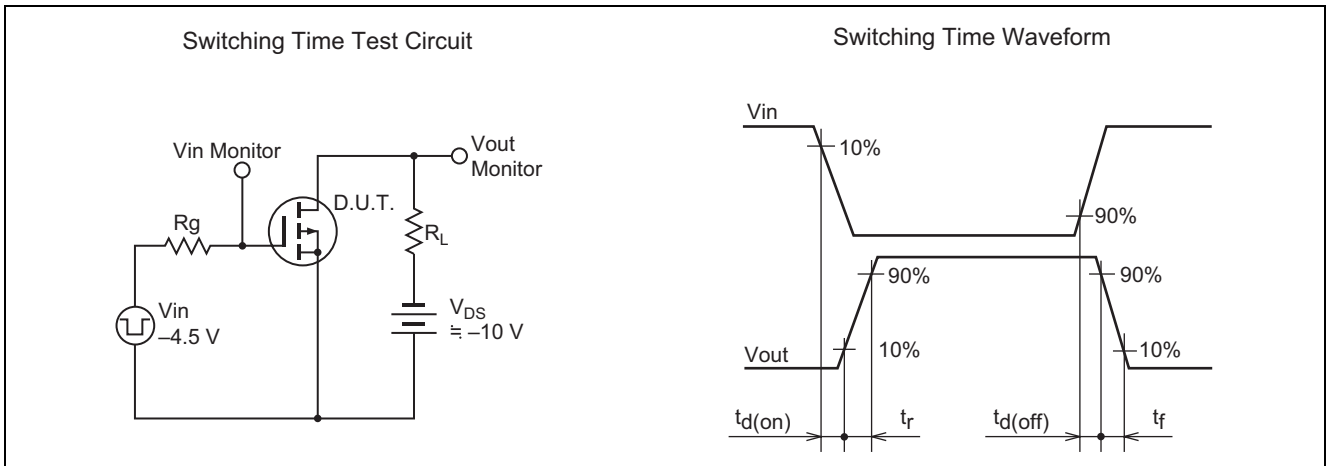 Switching Time Test Circuit
Vin Monitor
Vout
Monitor
D.U.T.
Rg
RL
Vin
–4.5 V
VDS
≒ –10 V
Switching Time Waveform
Vin
10%
90%
90%
90%
Vout
10%
10%
td(on)
tr
td(off)
tf